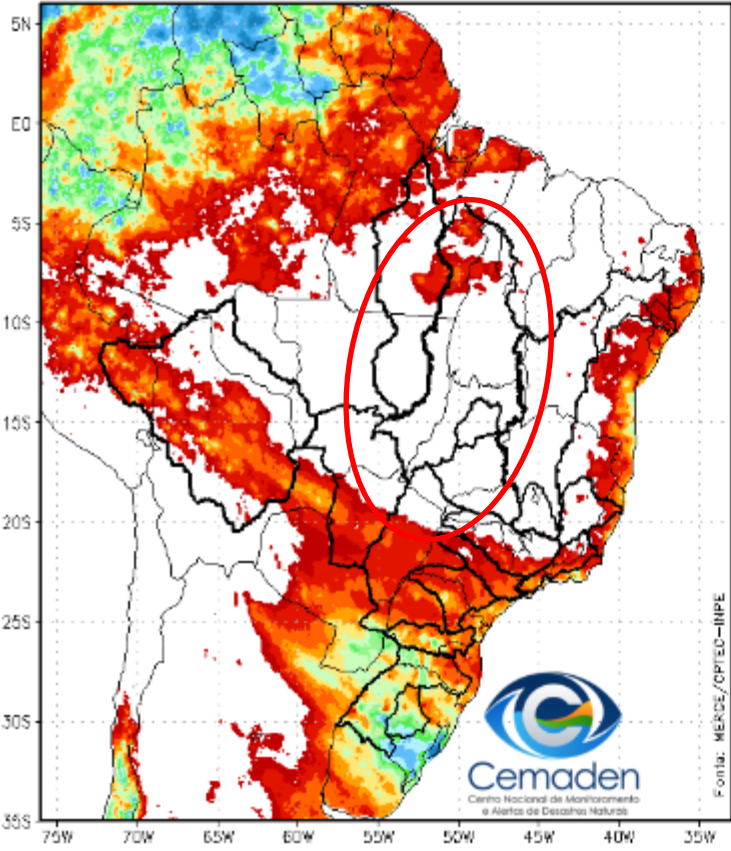 5N
EQ
5S
10S
15S
20S
25S
30S
35S
75W
70W
65W
60W
55W
50W
45W
40W
35W
Fonte: MERGE/CPTEC-INPE
Cemaden
Centro Nacional de Monitoramento
e Alertas de Desastres Naturais